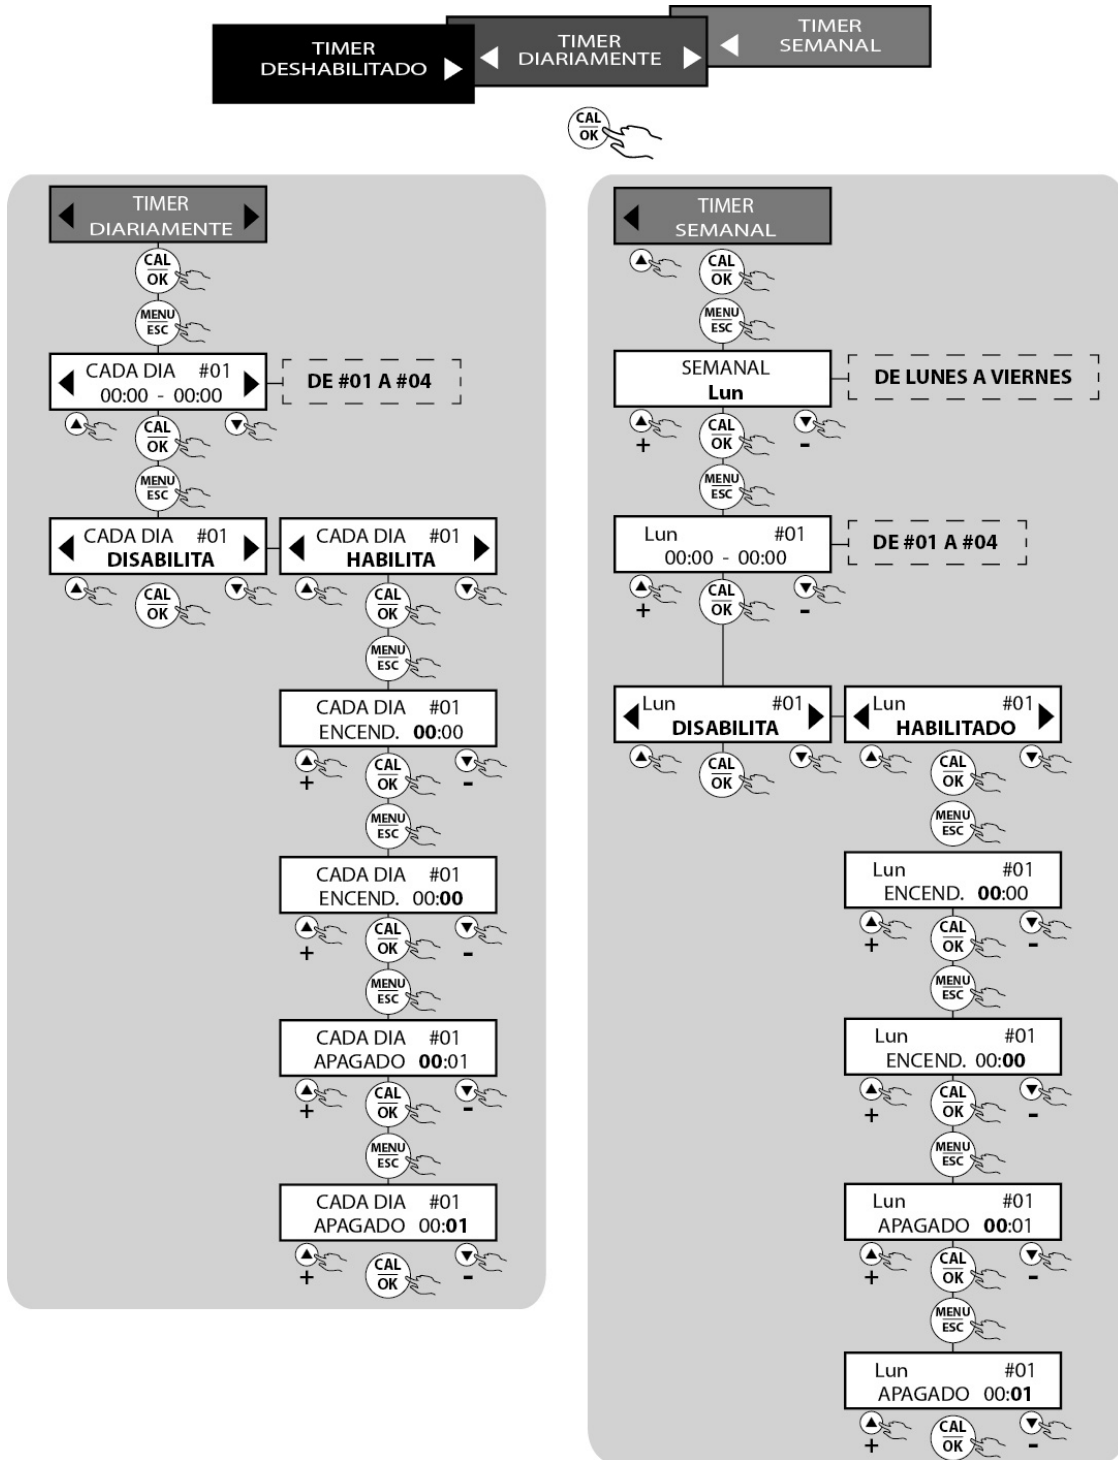 TIMER
DESHABILITADO
TIMER
DIARIAMENTE
TIMER
SEMANAL
CAL
OK
TIMER
DIARIAMENTE
CAL
OK
MENU
ESC
CADA DIA #01
00:00 - 00:00
DE #01 A #04
CAL
OK
MENU
ESC
CADA DIA #01
DISABILITA
CADA DIA #01
HABILITA
CAL
OK
CAL
OK
MENU
ESC
CADA DIA #01
ENCEND. 00:00
+
CAL
OK
-
MENU
ESC
CADA DIA #01
ENCEND. 00:00
+
CAL
OK
-
MENU
ESC
CADA DIA #01
APAGADO 00:01
+
CAL
OK
-
MENU
ESC
CADA DIA #01
APAGADO 00:01
+
CAL
OK
-
TIMER
SEMANAL
CAL
OK
MENU
ESC
SEMANAL
Lun
DE LUNES A VIERNES
+
CAL
OK
-
MENU
ESC
Lun #01
00:00 - 00:00
DE #01 A #04
+
CAL
OK
-
Lun #01
DISABILITA
Lun #01
HABILITADO
CAL
OK
CAL
OK
MENU
ESC
Lun #01
ENCEND. 00:00
+
CAL
OK
-
MENU
ESC
Lun #01
ENCEND. 00:00
+
CAL
OK
-
MENU
ESC
Lun #01
APAGADO 00:01
+
CAL
OK
-
MENU
ESC
Lun #01
APAGADO 00:01
+
CAL
OK
-